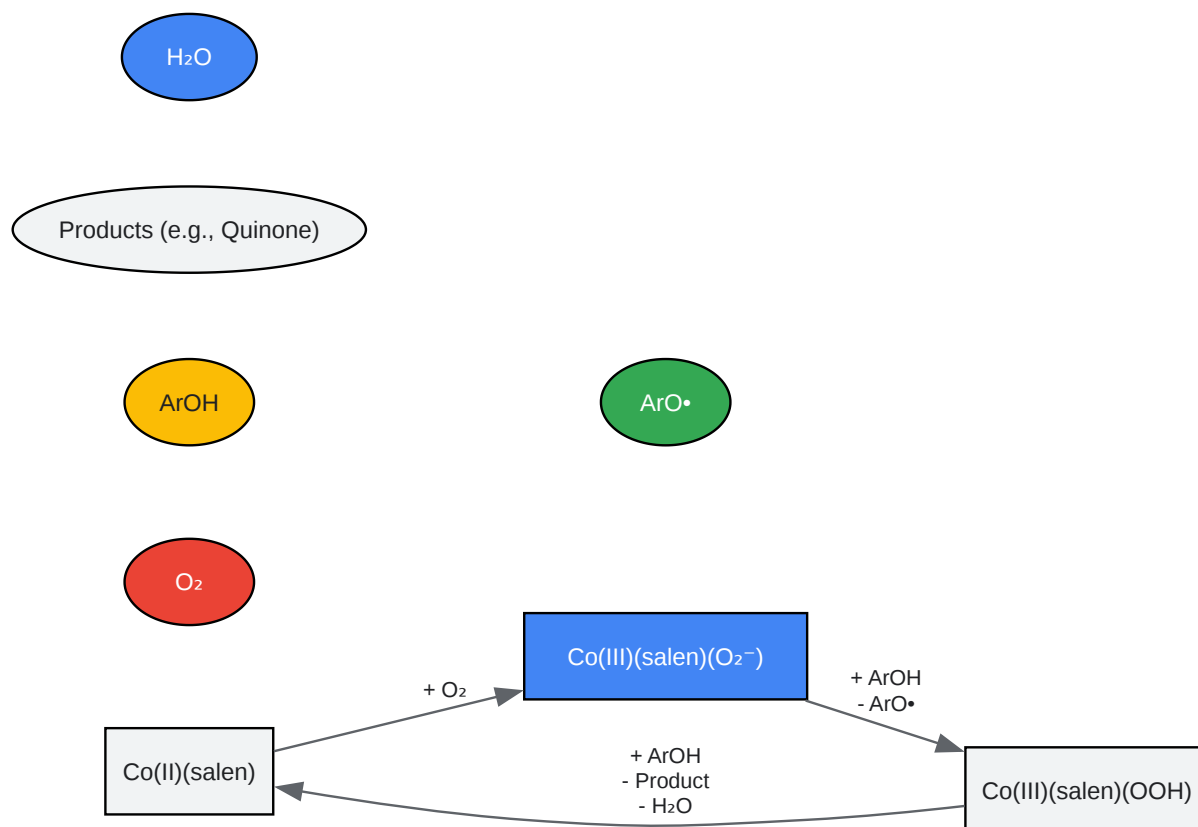 H₂O
Products (e.g., Quinone)
ArOH
ArO•
O₂
Co(III)(salen)(O₂⁻)
+ O₂
+ ArOH
- ArO•
Co(II)(salen)
+ ArOH
- Product
- H₂O
Co(III)(salen)(OOH)